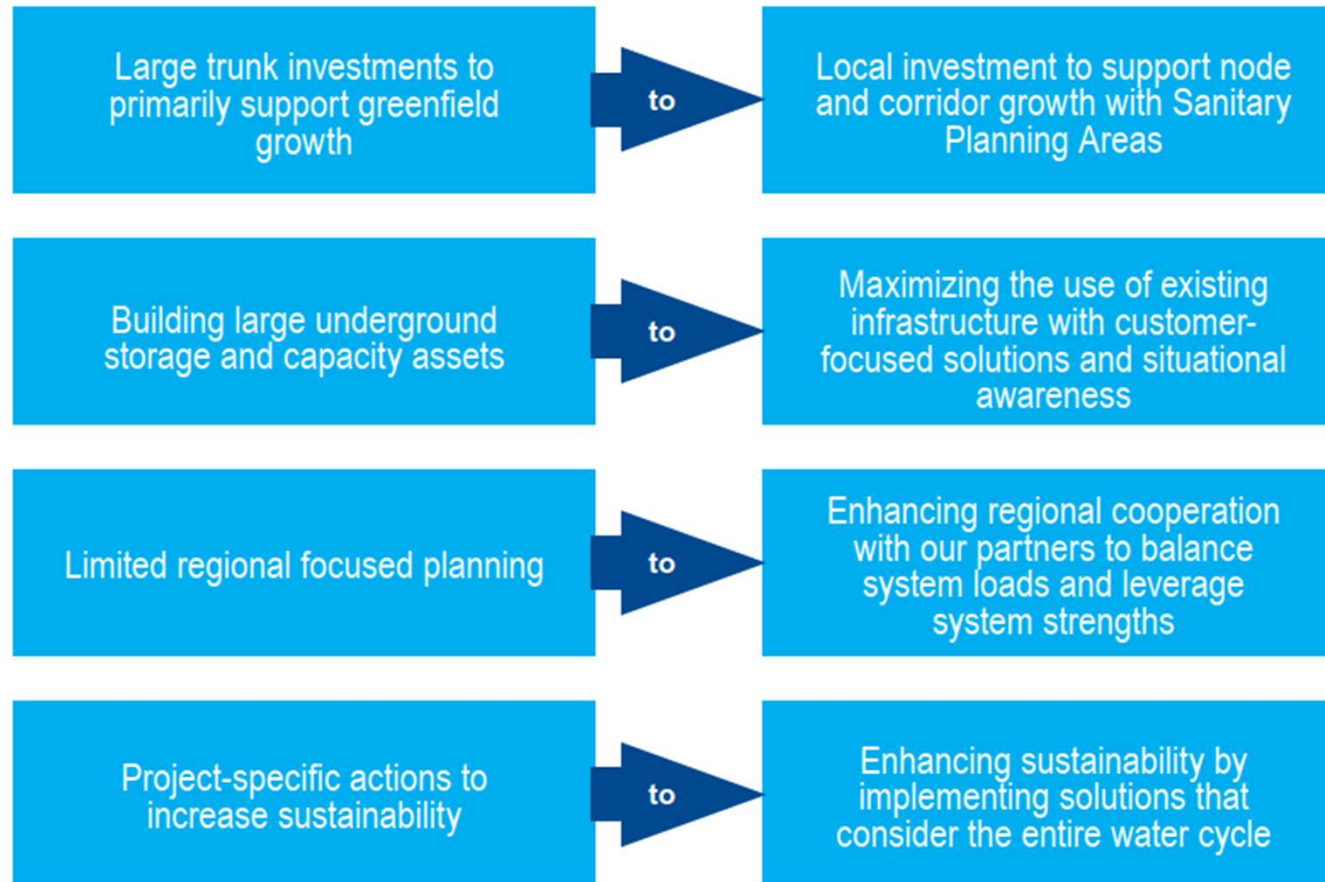 Large trunk investments to
primarily support greenfield
growth
to
Local investment to support node
and corridor growth with Sanitary
Planning Areas
Building large underground
storage and capacity assets
to
Maximizing the use of existing
infrastructure with customer-
focused solutions and situational
awareness
Limited regional focused planning
to
Enhancing regional cooperation
with our partners to balance
system loads and leverage
system strengths
Project-specific actions to
increase sustainability
to
Enhancing sustainability by
implementing solutions that
consider the entire water cycle